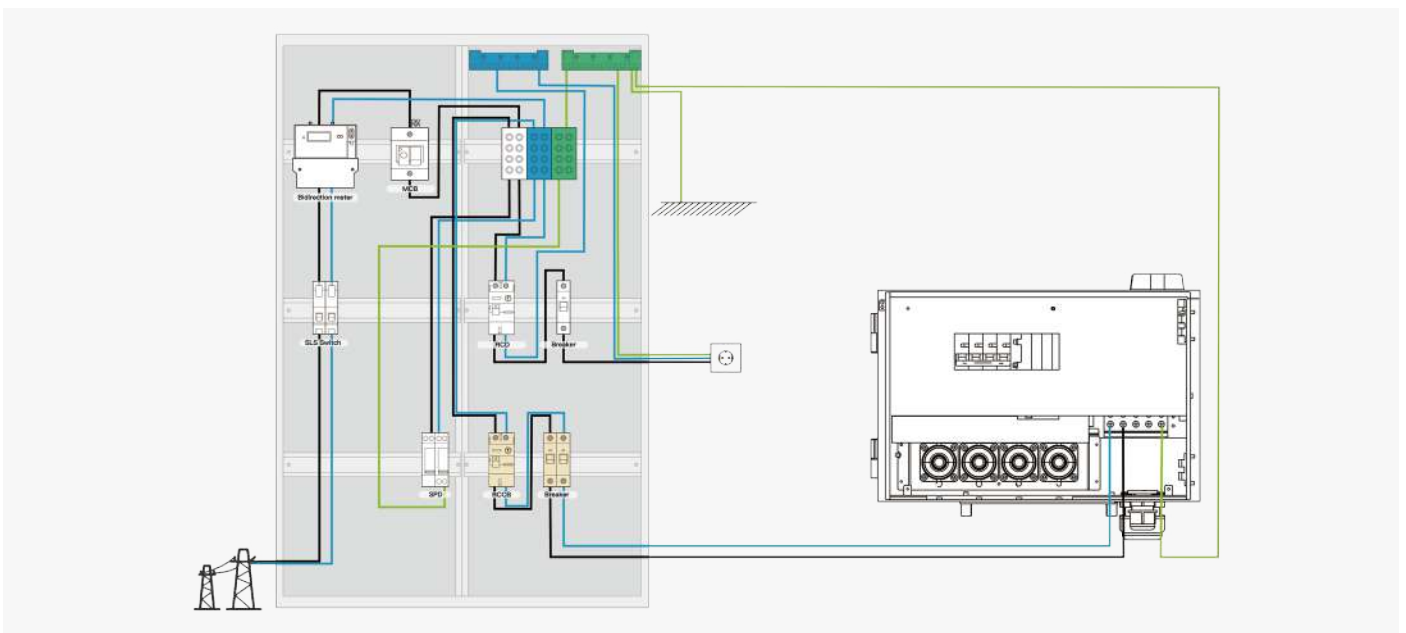 Bidirection meter
MCB
SLS Switch
RCD
Breaker
SPD
RCCB
Breaker